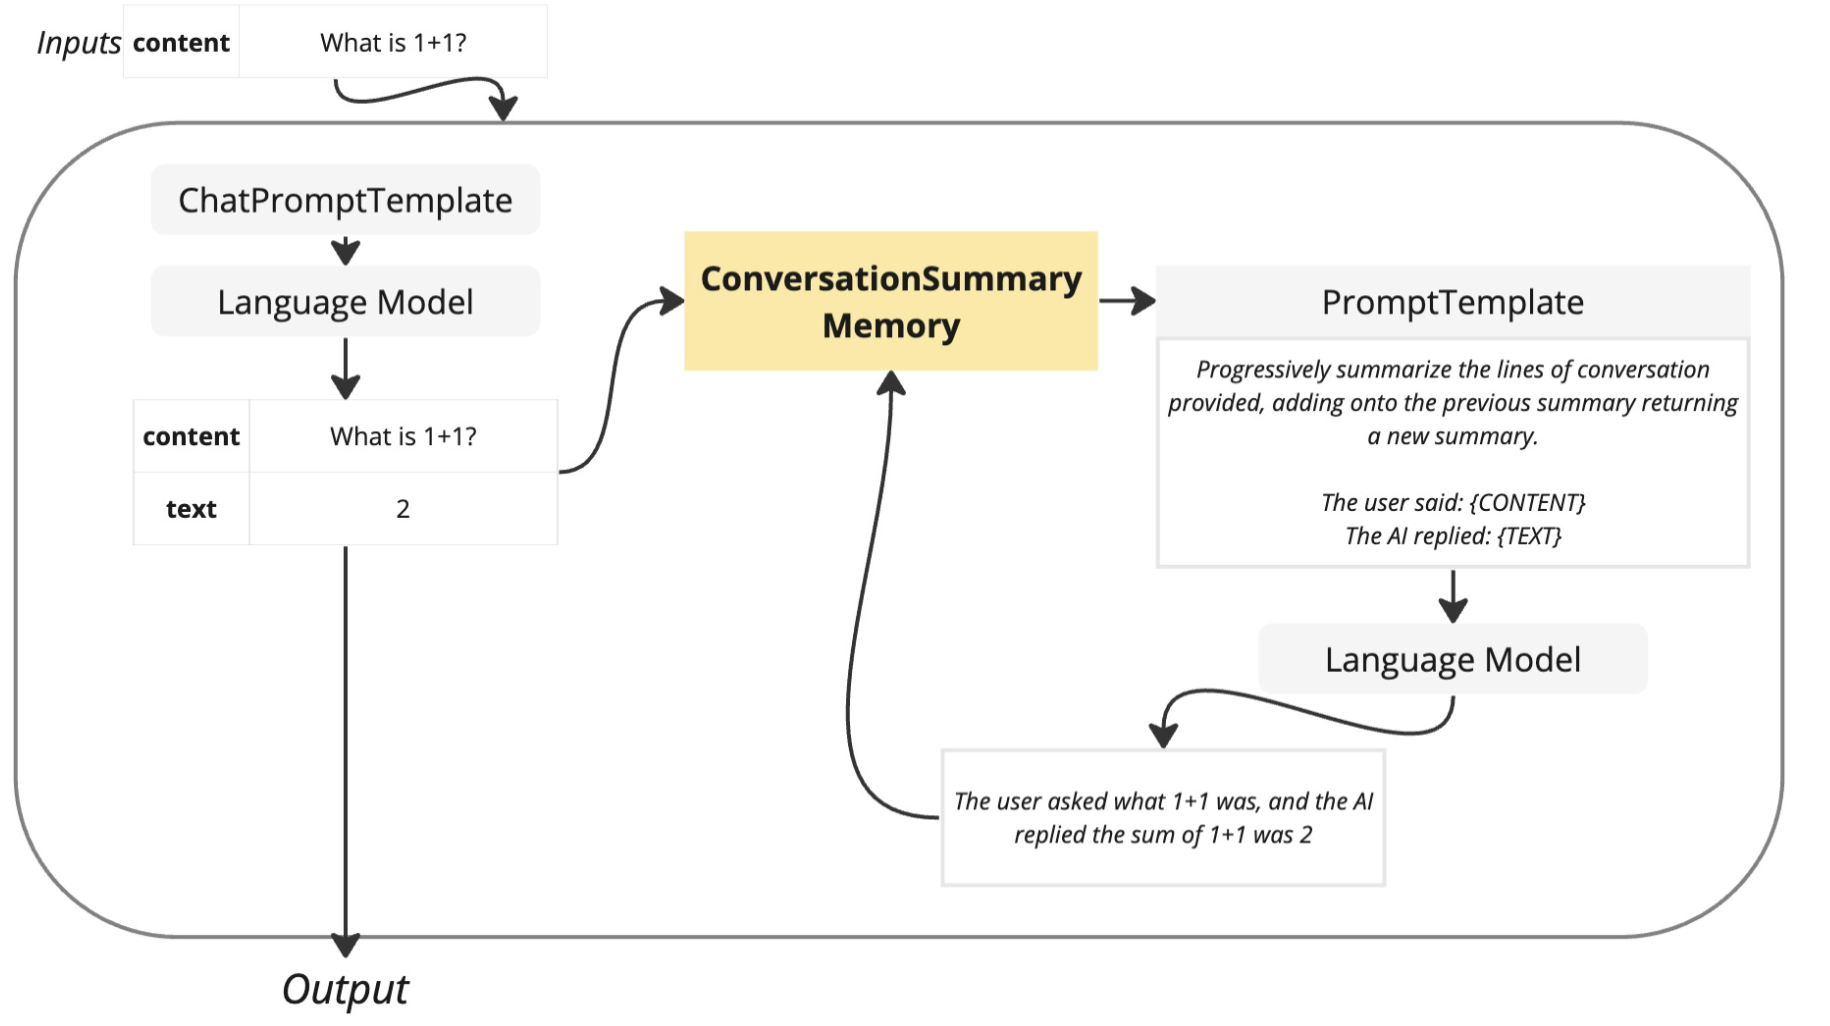 Inputs content What is 1+1?
ChatPromptTemplate
Language Model
content What is 1+1?
text 2
ConversationSummary
Memory
PromptTemplate
Progressively summarize the lines of conversation
provided, adding onto the previous summary returning
a new summary.
The user said: {CONTENT}
The AI replied: {TEXT}
Language Model
The user asked what 1+1 was, and the AI
replied the sum of 1+1 was 2
Output